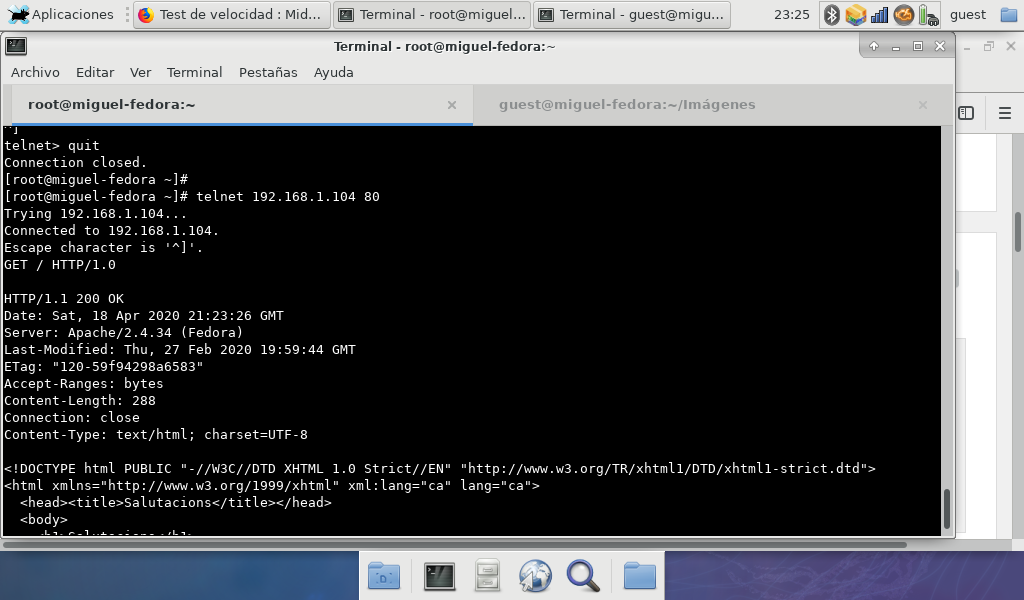 Aplicaciones
Test de velocidad : Mid...
Terminal - root@miguel...
Terminal - guest@migu...
23:25
guest
Terminal - root@miguel-fedora:~
Archivo Editar Ver Terminal Pestañas Ayuda
root@miguel-fedora:~
guest@miguel-fedora:~/Imágenes
^]
telnet> quit
Connection closed.
[root@miguel-fedora ~]#
[root@miguel-fedora ~]# telnet 192.168.1.104 80
Trying 192.168.1.104...
Connected to 192.168.1.104.
Escape character is '^]'.
GET / HTTP/1.0
HTTP/1.1 200 OK
Date: Sat, 18 Apr 2020 21:23:26 GMT
Server: Apache/2.4.34 (Fedora)
Last-Modified: Thu, 27 Feb 2020 19:59:44 GMT
ETag: "120-59f94298a6583"
Accept-Ranges: bytes
Content-Length: 288
Connection: close
Content-Type: text/html; charset=UTF-8
<!DOCTYPE html PUBLIC "-//W3C//DTD XHTML 1.0 Strict//EN" "http://www.w3.org/TR/xhtml1/DTD/xhtml1-strict.dtd">
<html xmlns="http://www.w3.org/1999/xhtml" xml:lang="ca" lang="ca">
<head><title>Salutacions</title></head>
<body>
<h1>Salutacions</h1>